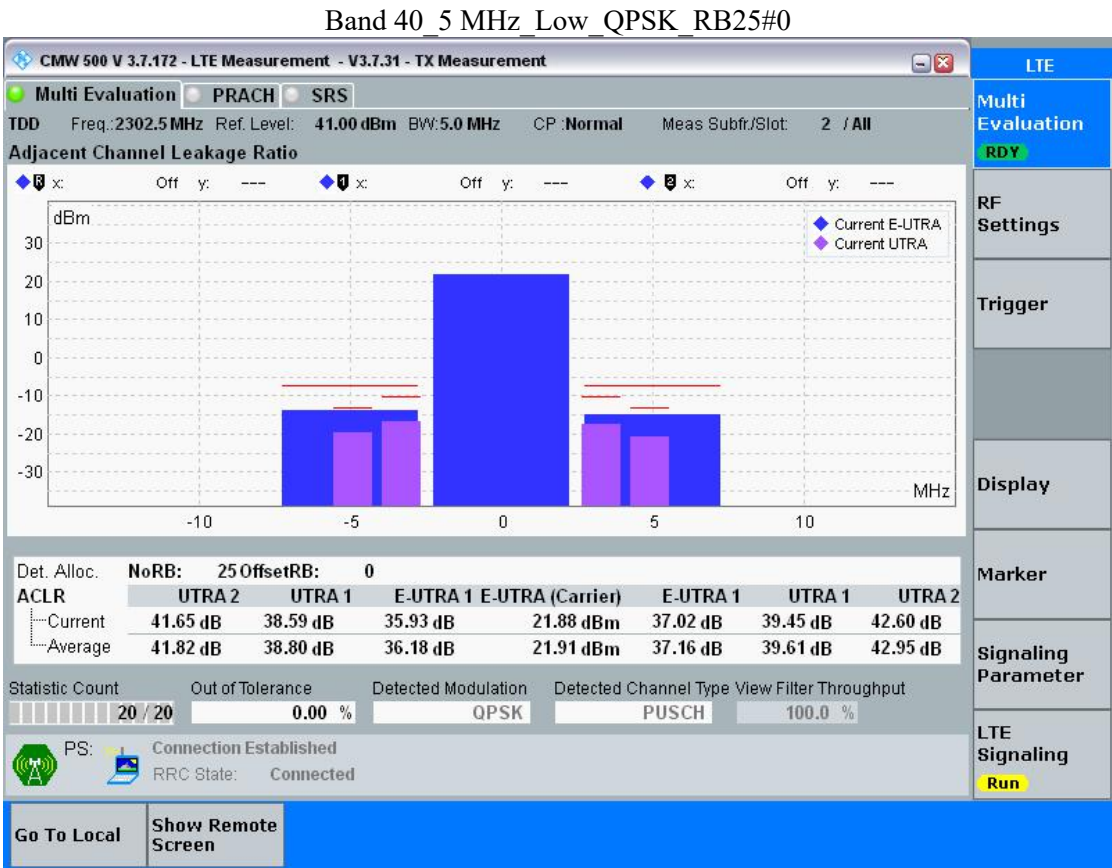 Band 40_5 MHz_Low_QPSK_RB25#0
CMW 500 V 3.7.172 - LTE Measurement - V3.7.31 - TX Measurement
LTE
Multi Evaluation PRACH SRS
Multi
Evaluation
RDY
TDD Freq.:2302.5 MHz Ref. Level: 41.00 dBm BW:5.0 MHz CP :Normal Meas Subfr./Slot: 2 / All
Adjacent Channel Leakage Ratio
R x: Off y: --- 1 x: Off y: --- 2 x: Off y: ---
dBm
Current E-UTRA
Current UTRA
30
20
10
0
-10
-20
-30
MHz
-10 -5 0 5 10
RF
Settings
Trigger
Display
Marker
Signaling
Parameter
LTE
Signaling
Run
Det. Alloc. NoRB: 25 OffsetRB: 0
ACLR UTRA 2 UTRA 1 E-UTRA 1 E-UTRA (Carrier) E-UTRA 1 UTRA 1 UTRA 2
Current 41.65 dB 38.59 dB 35.93 dB 21.88 dBm 37.02 dB 39.45 dB 42.60 dB
Average 41.82 dB 38.80 dB 36.18 dB 21.91 dBm 37.16 dB 39.61 dB 42.95 dB
Statistic Count Out of Tolerance Detected Modulation Detected Channel Type View Filter Throughput
20 / 20 0.00 % QPSK PUSCH 100.0 %
PS: Connection Established
RRC State: Connected
Go To Local
Show Remote
Screen